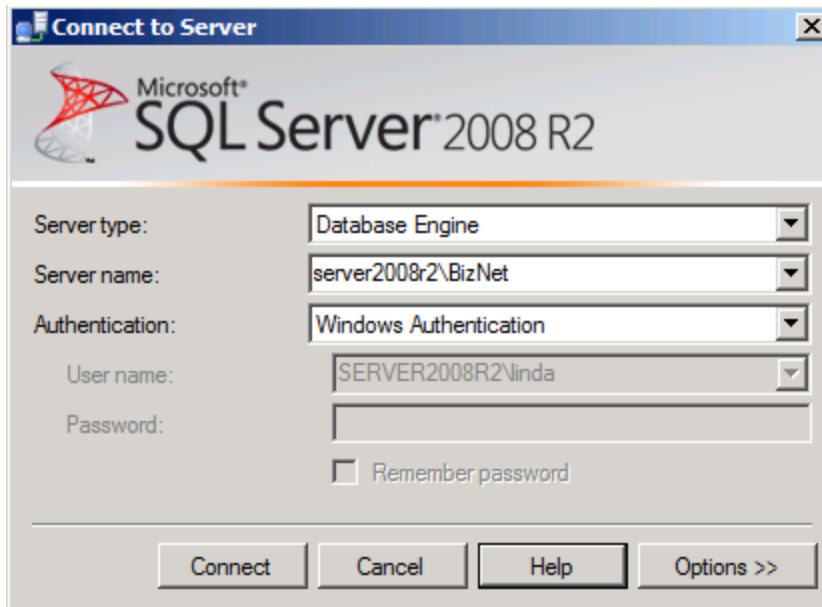 Connect to Server
Microsoft®
SQL Server® 2008 R2
Server type: Database Engine
Server name: server2008r2\BizNet
Authentication: Windows Authentication
User name: SERVER2008R2\linda
Password:
Remember password
Connect Cancel Help Options >>